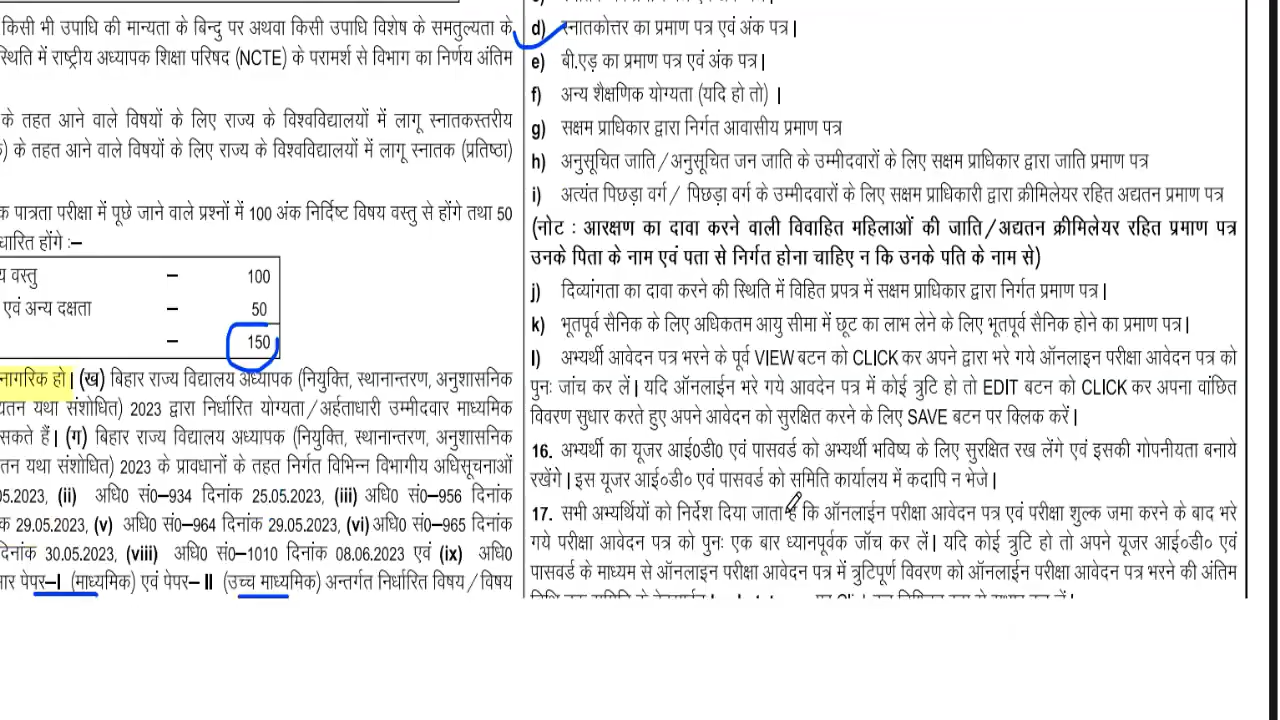 किसी भी उपाधि की मान्यता के बिन्दु पर अथवा किसी उपाधि विशेष के समतुल्यता के
स्थिति में राष्ट्रीय अध्यापक शिक्षा परिषद (NCTE) के परामर्श से विभाग का निर्णय अंतिम
के तहत आने वाले विषयों के लिए राज्य के विश्वविद्यालयों में लागू स्नातकस्तरीय
) के तहत आने वाले विषयों के लिए राज्य के विश्वविद्यालयों में लागू स्नातक (प्रतिष्ठा)
क पात्रता परीक्षा में पूछे जाने वाले प्रश्नों में 100 अंक निर्दिष्ट विषय वस्तु से होंगे तथा 50
धारित होंगे :–
य वस्तु – 100
एवं अन्य दक्षता – 50
– 150
नागरिक हो | (ख) बिहार राज्य विद्यालय अध्यापक (नियुक्ति, स्थानान्तरण, अनुशासनिक
यतन यथा संशोधित) 2023 द्वारा निर्धारित योग्यता/अर्हताधारी उम्मीदवार माध्यमिक
सकते हैं | (ग) बिहार राज्य विद्यालय अध्यापक (नियुक्ति, स्थानान्तरण, अनुशासनिक
तन यथा संशोधित) 2023 के प्रावधानों के तहत निर्गत विभिन्न विभागीय अधिसूचनाओं
05.2023, (ii) अधि0 सं0–934 दिनांक 25.05.2023, (iii) अधि0 सं0–956 दिनांक
क 29.05.2023, (v) अधि0 सं0–964 दिनांक 29.05.2023, (vi) अधि0 सं0–965
दिनांक 30.05.2023, (viii) अधि0 सं0–1010 दिनांक 08.06.2023 एवं (ix) अधि0
ार पेपर–I (माध्यमिक) एवं पेपर–II (उच्च माध्यमिक) अन्तर्गत निर्धारित विषय/विषय
d) स्नातकोत्तर का प्रमाण पत्र एवं अंक पत्र |
e) बी.एड़ का प्रमाण पत्र एवं अंक पत्र |
f) अन्य शैक्षणिक योग्यता (यदि हो तो) |
g) सक्षम प्राधिकार द्वारा निर्गत आवासीय प्रमाण पत्र
h) अनुसूचित जाति/अनुसूचित जन जाति के उम्मीदवारों के लिए सक्षम प्राधिकार द्वारा जाति प्रमाण पत्र
i) अत्यंत पिछड़ा वर्ग/ पिछड़ा वर्ग के उम्मीदवारों के लिए सक्षम प्राधिकारी द्वारा क्रीमिलेयर रहित अद्यतन प्रमाण पत्र
(नोट : आरक्षण का दावा करने वाली विवाहित महिलाओं की जाति/अद्यतन क्रीमिलेयर रहित प्रमाण पत्र
उनके पिता के नाम एवं पता से निर्गत होना चाहिए न कि उनके पति के नाम से)
j) दिव्यांगता का दावा करने की स्थिति में विहित प्रपत्र में सक्षम प्राधिकार द्वारा निर्गत प्रमाण पत्र |
k) भूतपूर्व सैनिक के लिए अधिकतम आयु सीमा में छूट का लाभ लेने के लिए भूतपूर्व सैनिक होने का प्रमाण पत्र |
l) अभ्यर्थी आवेदन पत्र भरने के पूर्व VIEW बटन को CLICK कर अपने द्वारा भरे गये ऑनलाइन परीक्षा आवेदन पत्र को
पुनः जांच कर लें | यदि ऑनलाईन भरे गये आवदेन पत्र में कोई त्रुटि हो तो EDIT बटन को CLICK कर अपना वांछित
विवरण सुधार करते हुए अपने आवेदन को सुरक्षित करने के लिए SAVE बटन पर क्लिक करें |
16. अभ्यर्थी का यूजर आई0डी0 एवं पासवर्ड को अभ्यर्थी भविष्य के लिए सुरक्षित रख लेंगे एवं इसकी गोपनीयता बनाये
रखेंगे | इस यूजर आई०डी० एवं पासवर्ड को समिति कार्यालय में कदापि न भेजे |
17. सभी अभ्यर्थियों को निर्देश दिया जाता है कि ऑनलाईन परीक्षा आवेदन पत्र एवं परीक्षा शुल्क जमा करने के बाद भरे
गये परीक्षा आवेदन पत्र को पुनः एक बार ध्यानपूर्वक जॉच कर लें | यदि कोई त्रुटि हो तो अपने यूजर आई०डी० एवं
पासवर्ड के माध्यम से ऑनलाइन परीक्षा आवेदन पत्र में त्रुटिपूर्ण विवरण को ऑनलाईन परीक्षा आवेदन पत्र भरने की अंतिम